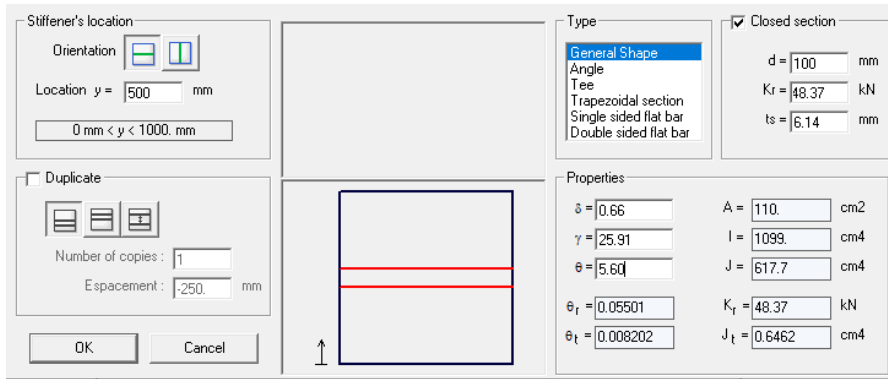 Stiffener's location
Orientation
Location y = 500 mm
0 mm < y < 1000. mm
Duplicate
Number of copies : 1
Espacement : -250. mm
OK Cancel
Type
General Shape
Angle
Tee
Trapezoidal section
Single sided flat bar
Double sided flat bar
Closed section
d = 100 mm
Kr = 48.37 kN
ts = 6.14 mm
Properties
δ = 0.66 A = 110. cm2
γ = 25.91 I = 1099. cm4
θ = 5.60 J = 617.7 cm4
θr = 0.05501 Kr = 48.37 kN
θt = 0.008202 Jt = 0.6462 cm4